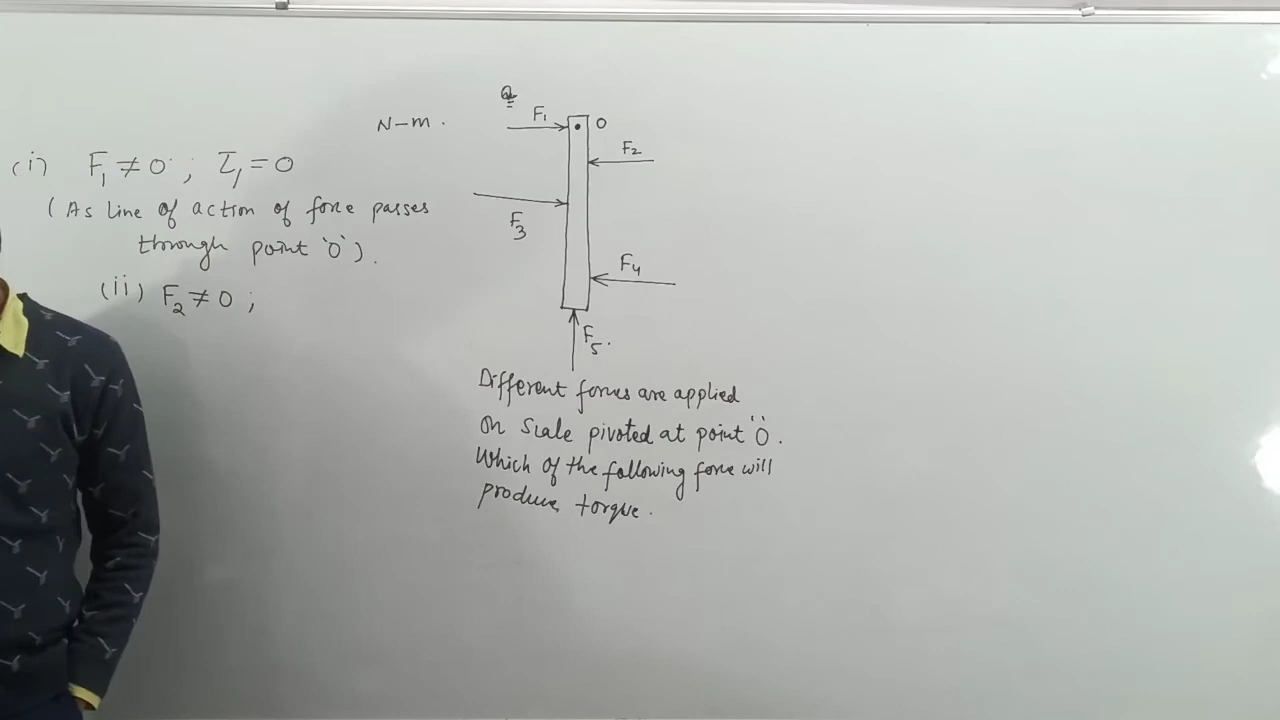 Q
N-m.
F₁
O
F₂
F₃
F₄
F₅.
(i) F₁ ≠ 0 ; τ₁ = 0
(As line of action of force passes
through point 'O').
(ii) F₂ ≠ 0 ;
Different forces are applied
on scale pivoted at point 'O'.
Which of the following force will
produce torque.